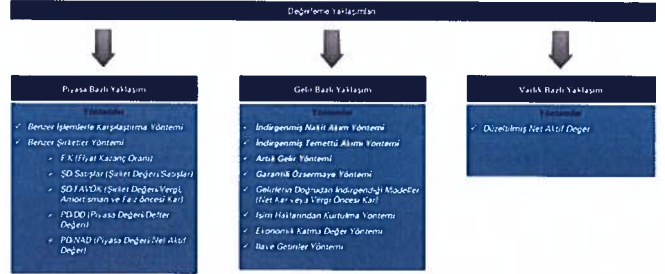 Değerleme Yaklaşımları
Piyasa Bazlı Yaklaşım
Yöntemler
Benzer İşlemlerle Karşılaştırma Yöntemi
Benzer Şirketler Yöntemi
F/K (Fiyat Kazanç Oranı)
ŞD/Satışlar (Şirket Değeri/Satışlar)
ŞD/FAVÖK (Şirket Değeri/Vergi,
Amortisman ve Faiz Öncesi Kar)
PD/DD (Piyasa Değeri/Defter
Değeri)
PD/NAD (Piyasa Değeri/Net Aktif
Değer)
Gelir Bazlı Yaklaşım
Yöntemler
İndirgenmiş Nakit Akım Yöntemi
İndirgenmiş Temettü Akımı Yöntemi
Artık Gelir Yöntemi
Garantili Özsermaye Yöntemi
Gelirlerin Doğrudan İndirgendiği Modeller
(Net Kar veya Vergi Öncesi Kar)
İsim Haklarından Kurtulma Yöntemi
Ekonomik Katma Değer Yöntemi
İlave Getiriler Yöntemi
Varlık Bazlı Yaklaşım
Yöntemler
Düzeltilmiş Net Aktif Değer